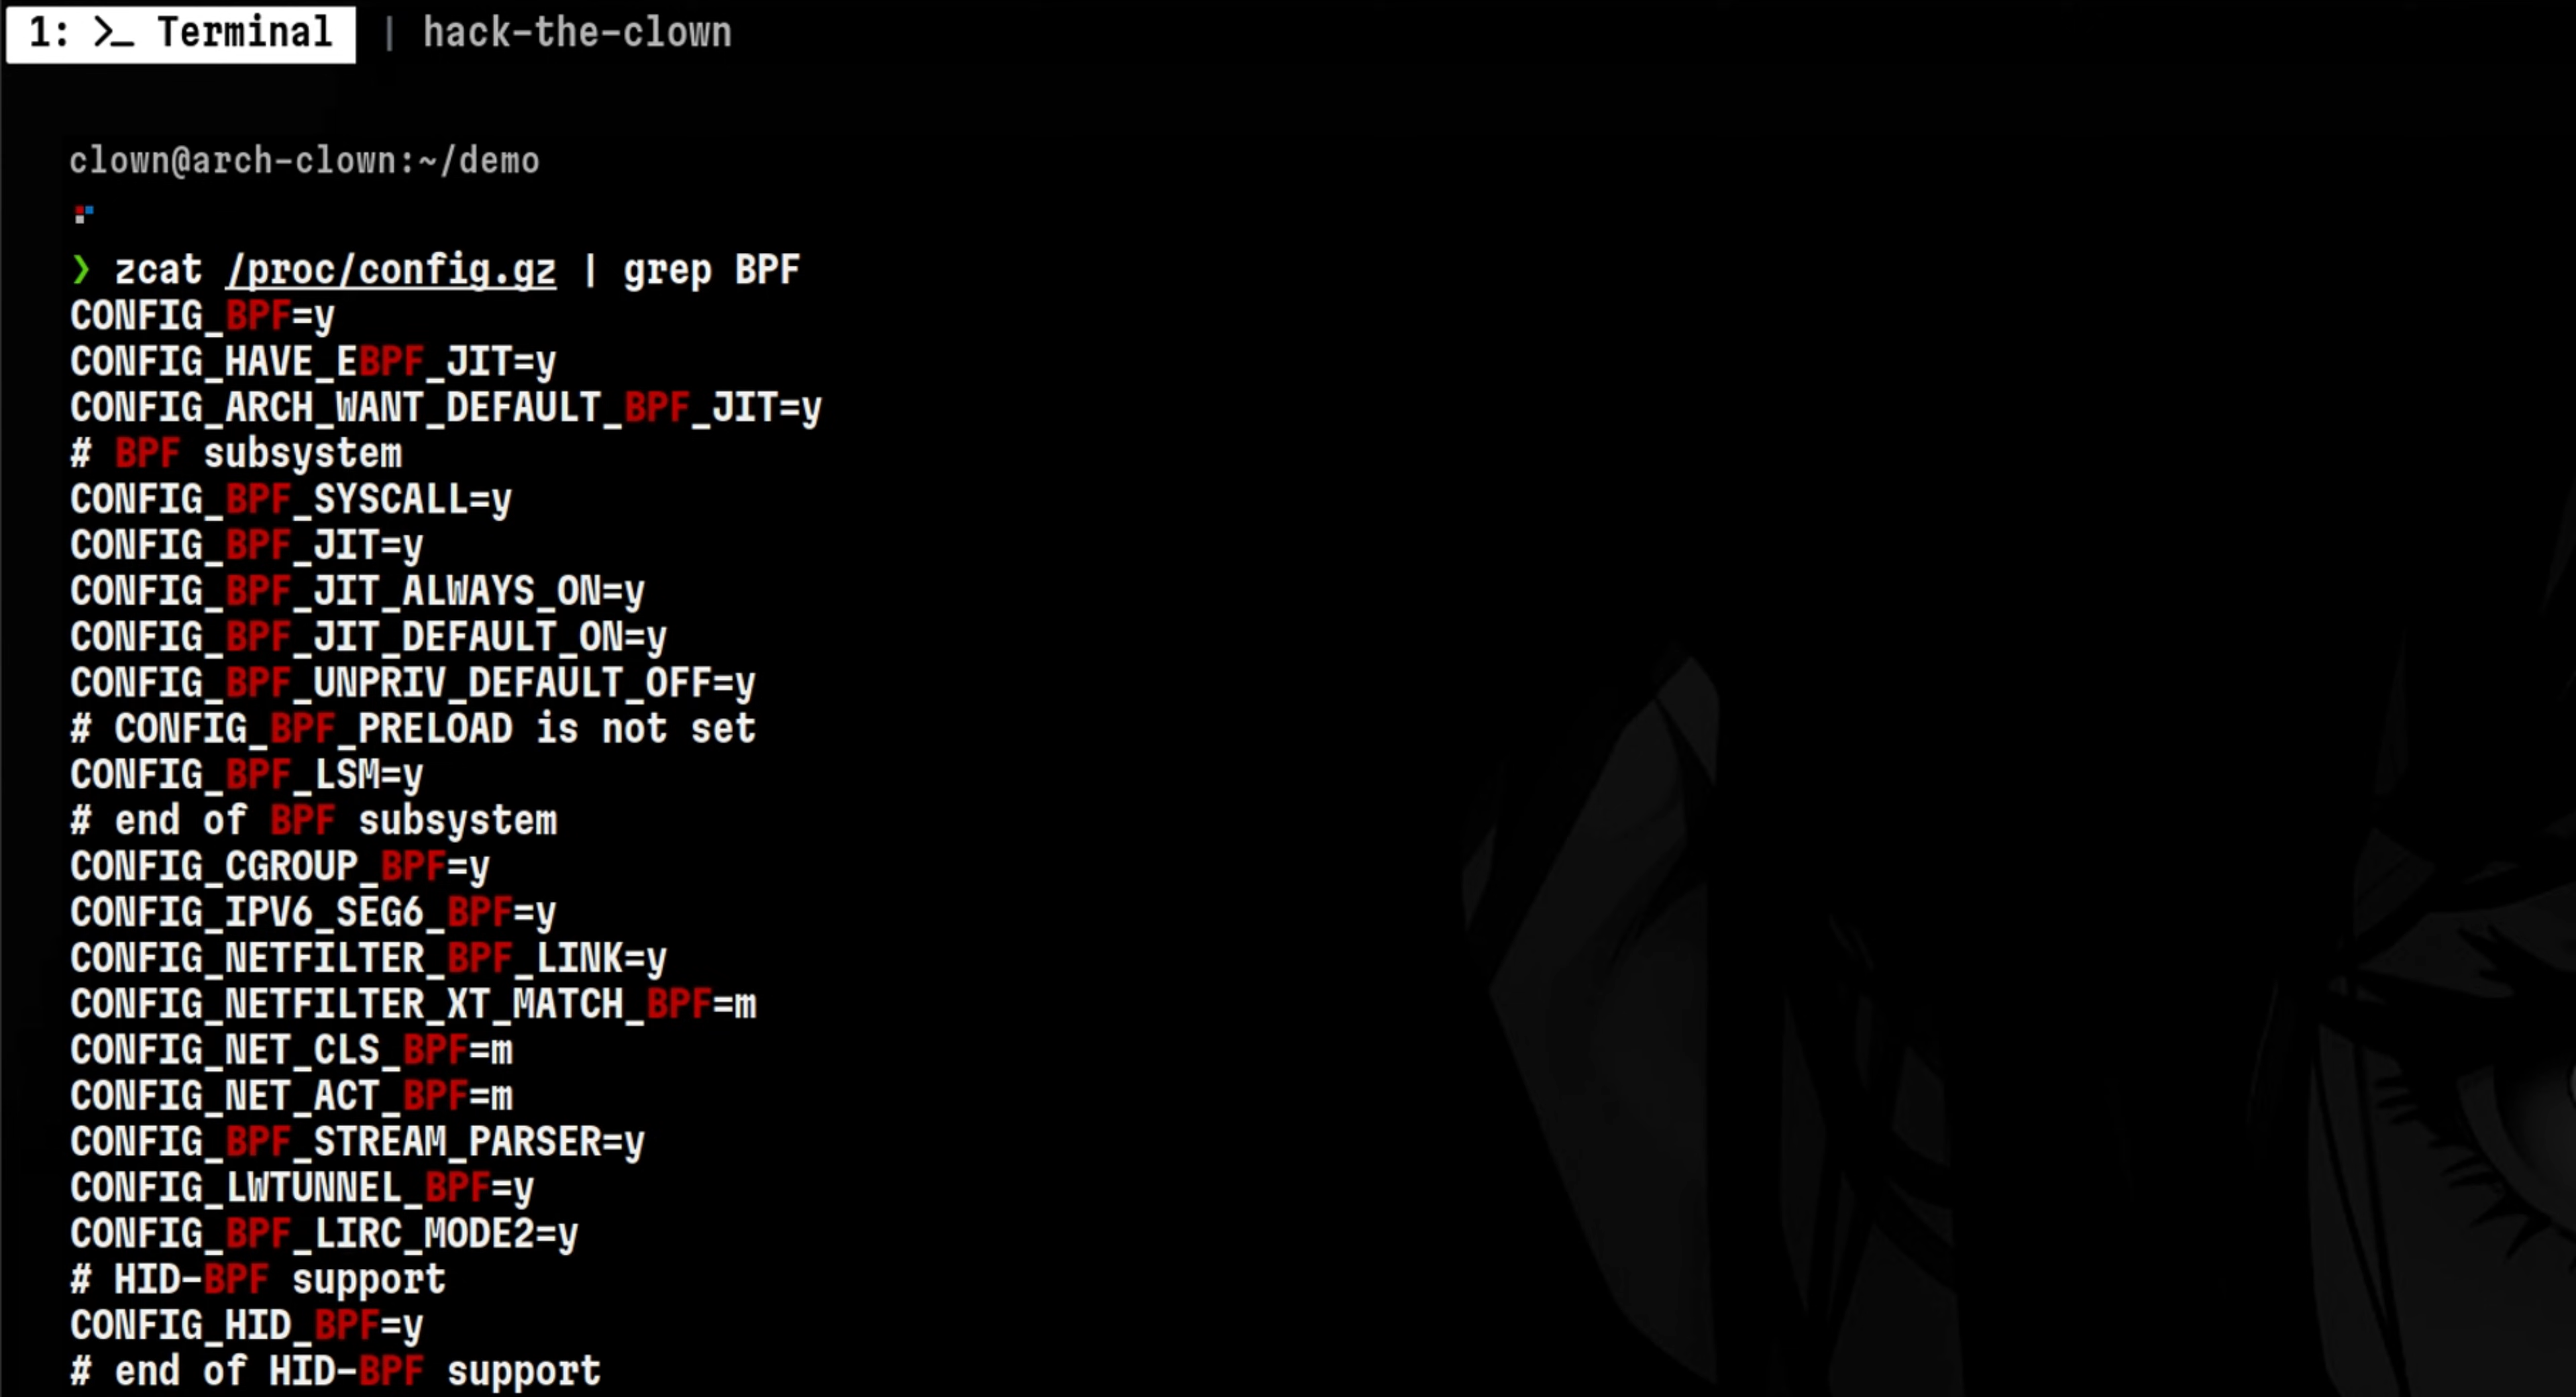 1: >_ Terminal | hack-the-clown
clown@arch-clown:~/demo
❯ zcat /proc/config.gz | grep BPF
CONFIG_BPF=y
CONFIG_HAVE_EBPF_JIT=y
CONFIG_ARCH_WANT_DEFAULT_BPF_JIT=y
# BPF subsystem
CONFIG_BPF_SYSCALL=y
CONFIG_BPF_JIT=y
CONFIG_BPF_JIT_ALWAYS_ON=y
CONFIG_BPF_JIT_DEFAULT_ON=y
CONFIG_BPF_UNPRIV_DEFAULT_OFF=y
# CONFIG_BPF_PRELOAD is not set
CONFIG_BPF_LSM=y
# end of BPF subsystem
CONFIG_CGROUP_BPF=y
CONFIG_IPV6_SEG6_BPF=y
CONFIG_NETFILTER_BPF_LINK=y
CONFIG_NETFILTER_XT_MATCH_BPF=m
CONFIG_NET_CLS_BPF=m
CONFIG_NET_ACT_BPF=m
CONFIG_BPF_STREAM_PARSER=y
CONFIG_LWTUNNEL_BPF=y
CONFIG_BPF_LIRC_MODE2=y
# HID-BPF support
CONFIG_HID_BPF=y
# end of HID-BPF support